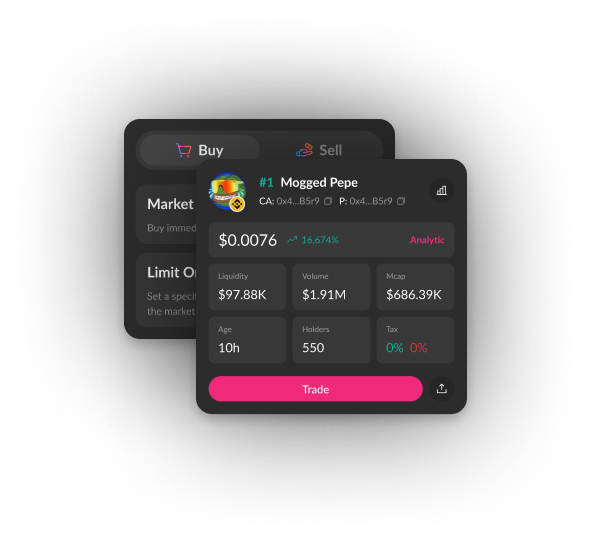 Buy
Sell
Market
Buy immed
Limit Or
Set a specif
the market
#1 Mogged Pepe
CA: 0x4...B5r9 P: 0x4...B5r9
$0.0076 16,674% Analytic
Liquidity Volume Mcap
$97.88K $1.91M $686.39K
Age Holders Tax
10h 550 0% 0%
Trade